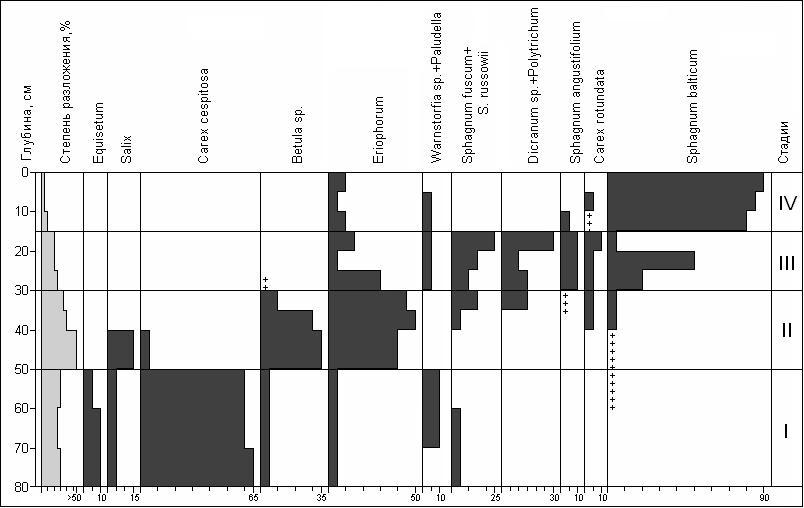 Глубина, см
Степень разложения,%
Equisetum
Salix
Carex cespitosa
Betula sp.
Eriophorum
Warnstorfia sp.+Paludella
Sphagnum fuscum+
S. russowii
Dicranum sp.+Polytrichum
Sphagnum angustifolium
Carex rotundata
Sphagnum balticum
Стадии
0
10
20
30
40
50
60
70
80
IV
III
II
I
>50 10 15 65 35 50 10 25 30 10 10 90